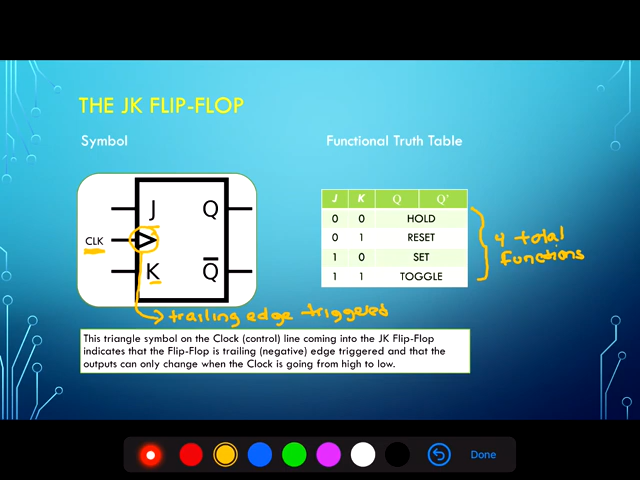 THE JK FLIP-FLOP
Symbol
Functional Truth Table
J Q
CLK
K Q̅
J K Q Q'
0 0 HOLD
0 1 RESET
1 0 SET
1 1 TOGGLE
4 total
functions
trailing edge triggered
This triangle symbol on the Clock (control) line coming into the JK Flip-Flop
indicates that the Flip-Flop is trailing (negative) edge triggered and that the
outputs can only change when the Clock is going from high to low.
Done